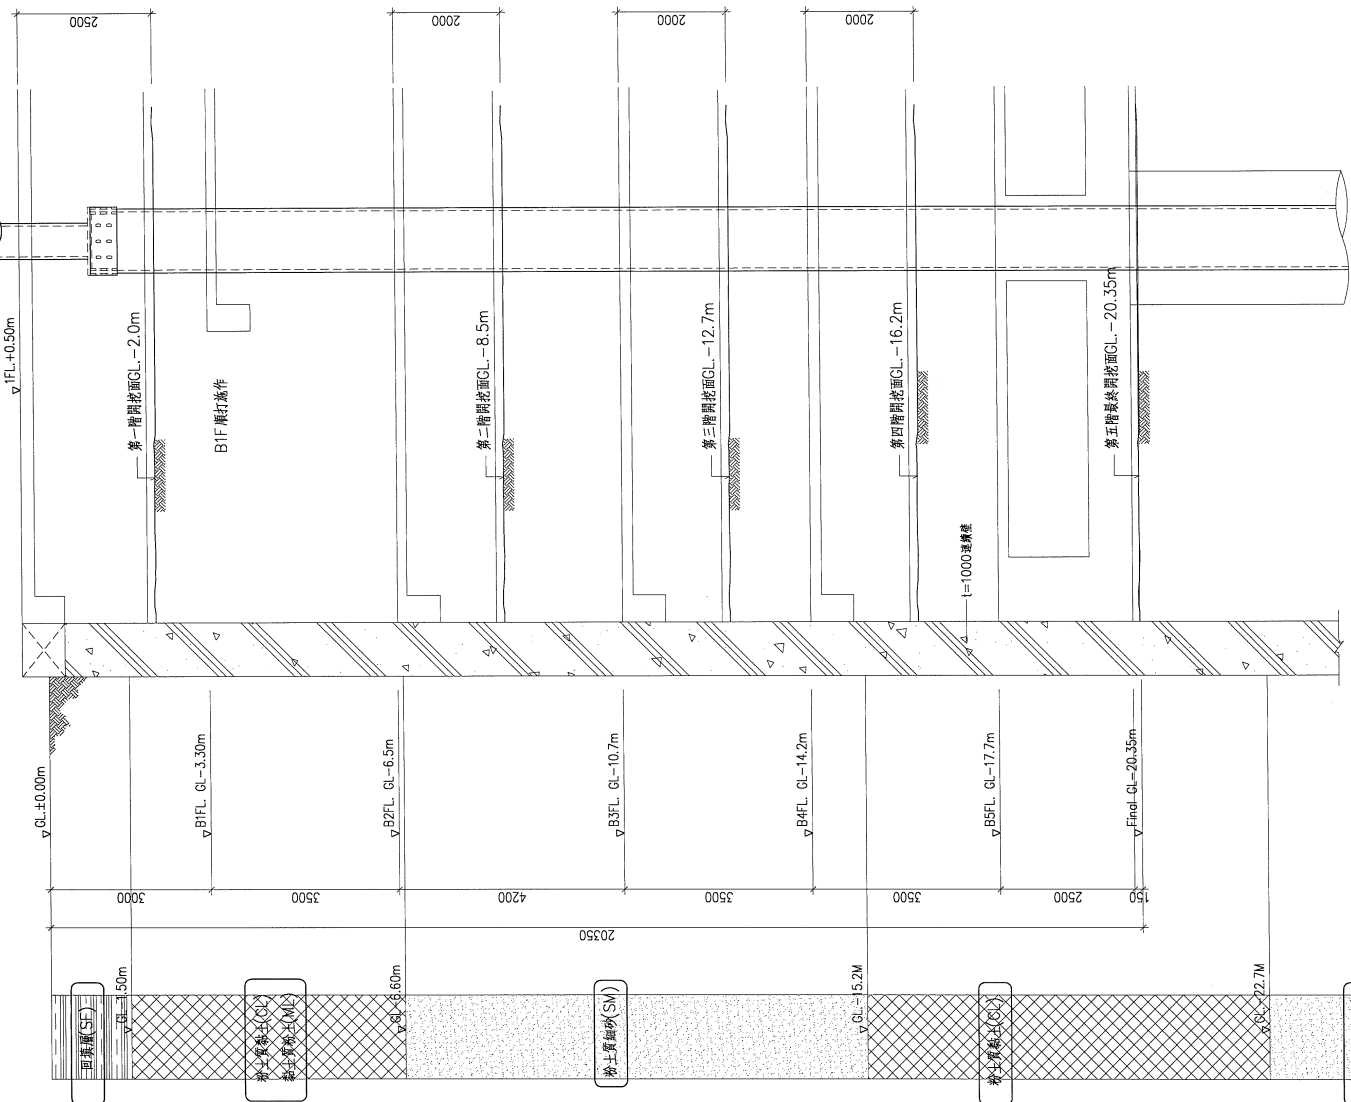 2500
2000
2000
2000
1FL.+0.50m
第一階開挖面GL.-2.0m
B1F順打施作
第二階開挖面GL.-8.5m
第三階開挖面GL.-12.7m
第四階開挖面GL.-16.2m
第五階最終開挖面GL.-20.35m
t=1000連續壁
GL.±0.00m
B1FL. GL-3.30m
B2FL. GL-6.5m
B3FL. GL-10.7m
B4FL. GL-14.2m
B5FL. GL-17.7m
Final GL-20.35m
3000
3500
4200
3500
3500
2500
150
20350
GL.-1.50m
GL.-6.60m
GL.-15.2M
GL.-22.7M
回填層(SF)
粉土質黏土(CL)
黏土質粉土(ML)
粉土質細砂(SM)
粉土質黏土(CL)